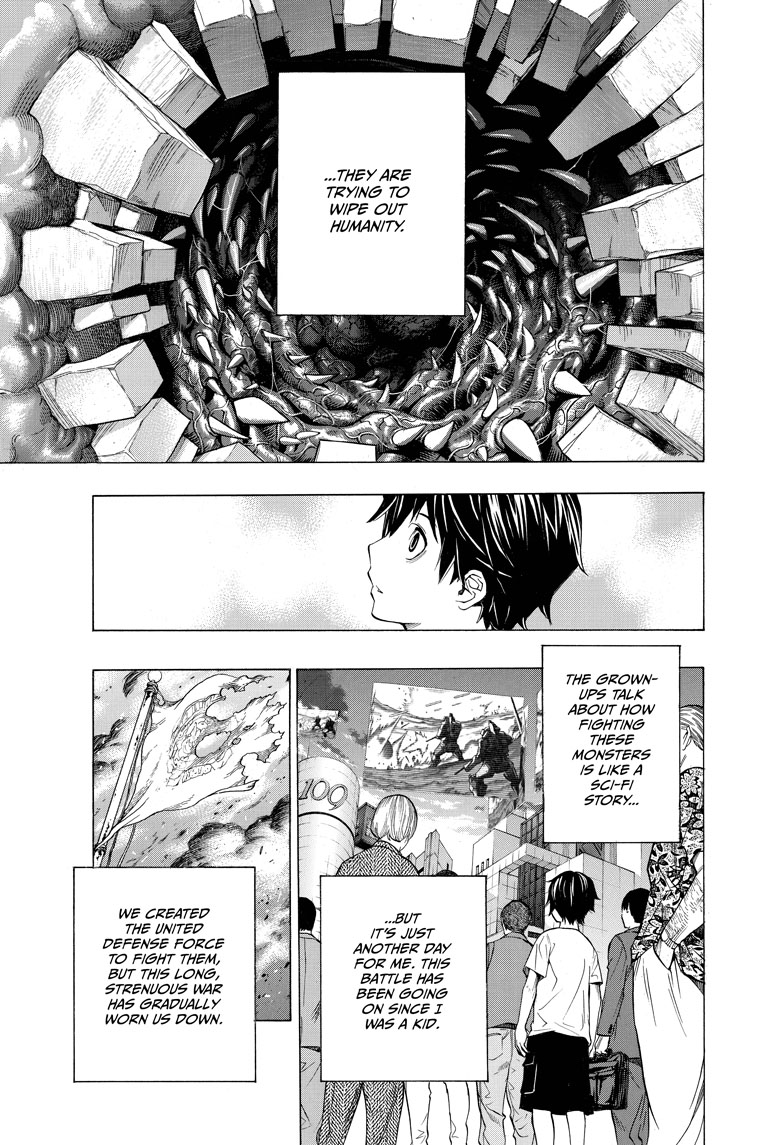 ...THEY ARE
TRYING TO
WIPE OUT
HUMANITY.
THE GROWN-
UPS TALK
ABOUT HOW
FIGHTING
THESE
MONSTERS
IS LIKE A
SCI-FI
STORY...
109
...BUT
IT'S JUST
ANOTHER DAY
FOR ME. THIS
BATTLE HAS
BEEN GOING
ON SINCE I
WAS A KID.
WE CREATED
THE UNITED
DEFENSE FORCE
TO FIGHT THEM,
BUT THIS LONG,
STRENUOUS WAR
HAS GRADUALLY
WORN US DOWN.